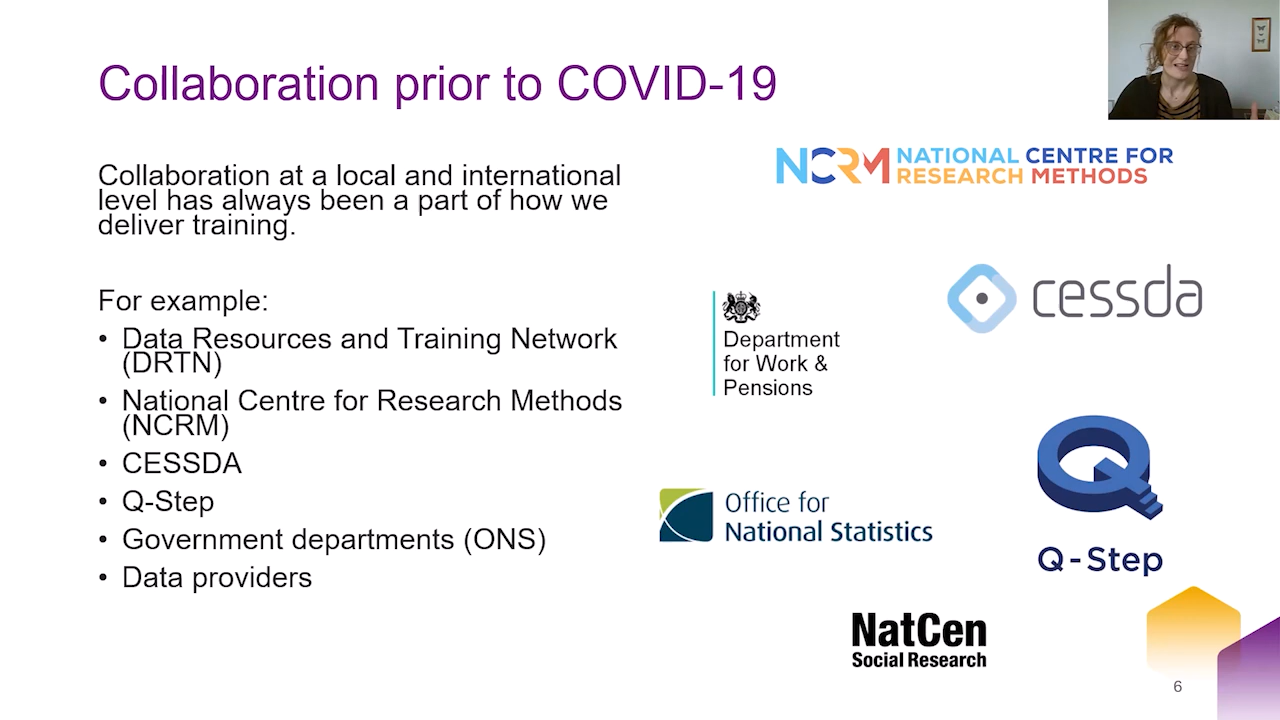 Collaboration prior to COVID-19
Collaboration at a local and international
level has always been a part of how we
deliver training.
For example:
• Data Resources and Training Network
(DRTN)
• National Centre for Research Methods
(NCRM)
• CESSDA
• Q-Step
• Government departments (ONS)
• Data providers
NCRM NATIONAL CENTRE FOR
RESEARCH METHODS
cessda
Department
for Work &
Pensions
Office for
National Statistics
Q-Step
NatCen
Social Research
6